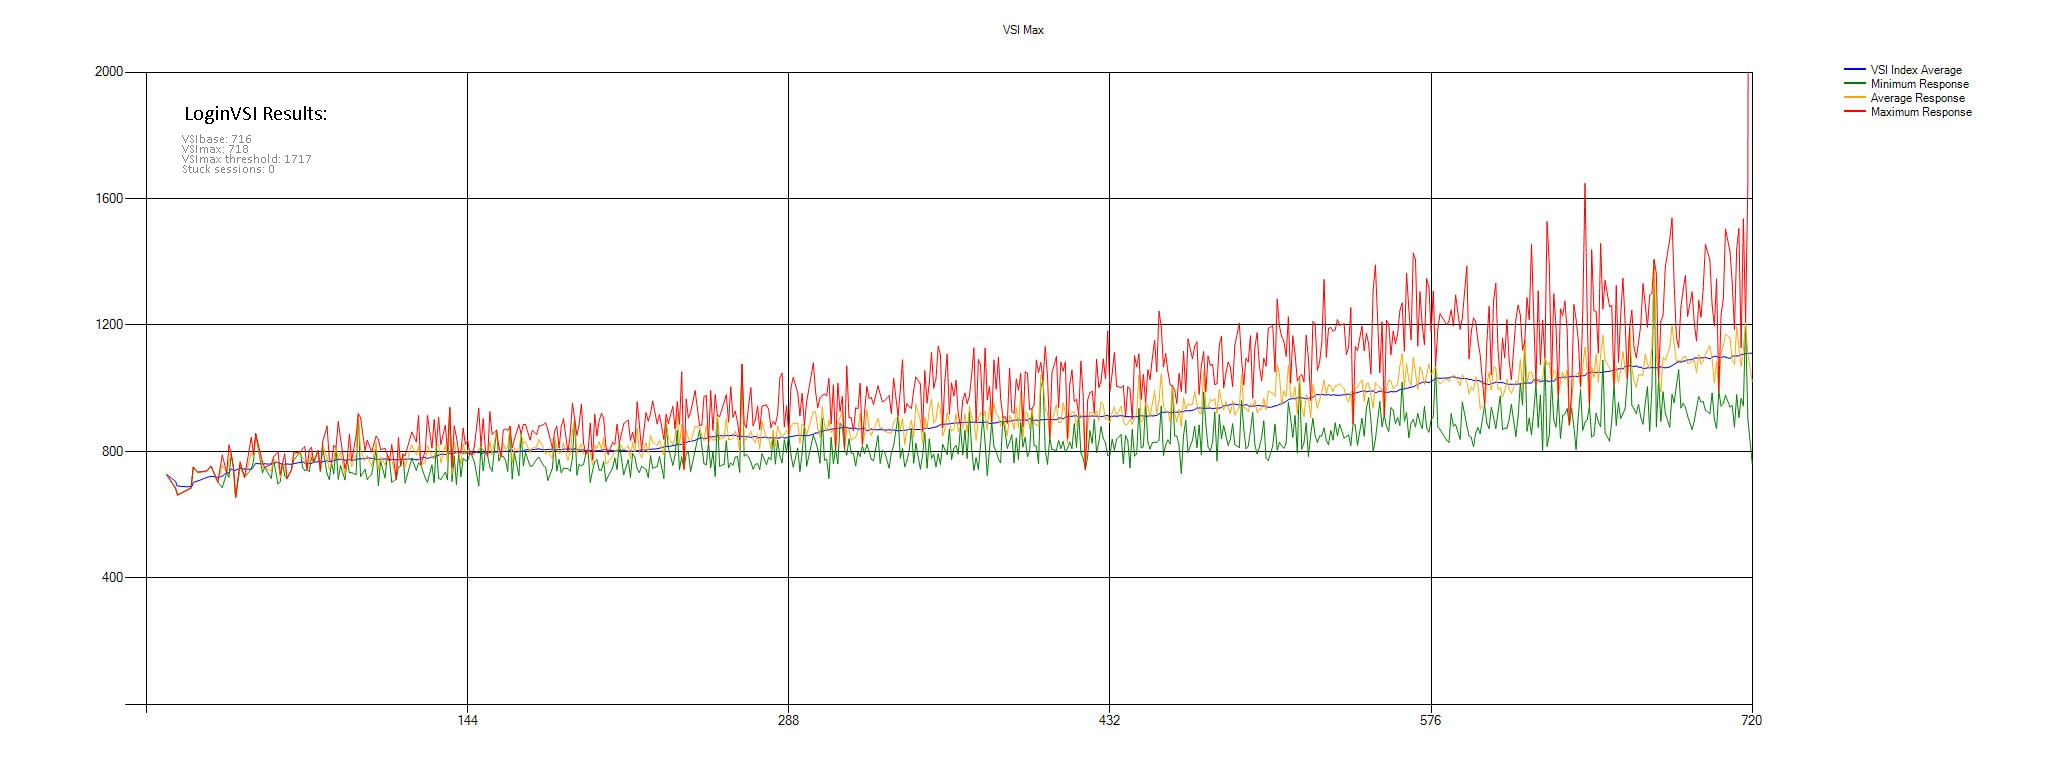 VSI Max
2000
1600
1200
800
400
144
288
432
576
720
LoginVSI Results:
VSIbase: 716
VSImax: 718
VSImax threshold: 1717
Stuck sessions: 0
VSI Index Average
Minimum Response
Average Response
Maximum Response